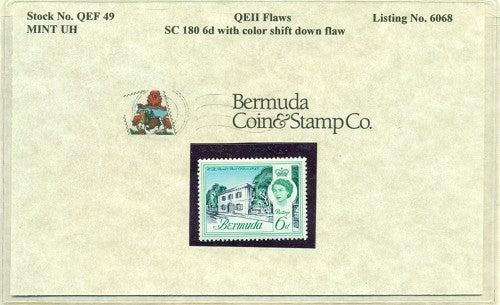 Stock No. QEF 49 QEII Flaws Listing No. 6068
MINT UH SC 180 6d with color shift down flaw
Bermuda
Coin&Stamp Co.
Postage
Bermuda 6d